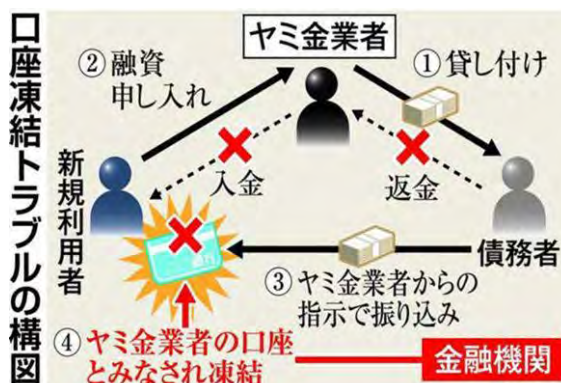 口座凍結トラブルの構図
ヤミ金業者
① 貸し付け
② 融資
申し入れ
新規利用者
入金
返金
債務者
③ ヤミ金業者からの
指示で振り込み
④ ヤミ金業者の口座
とみなされ凍結
金融機関